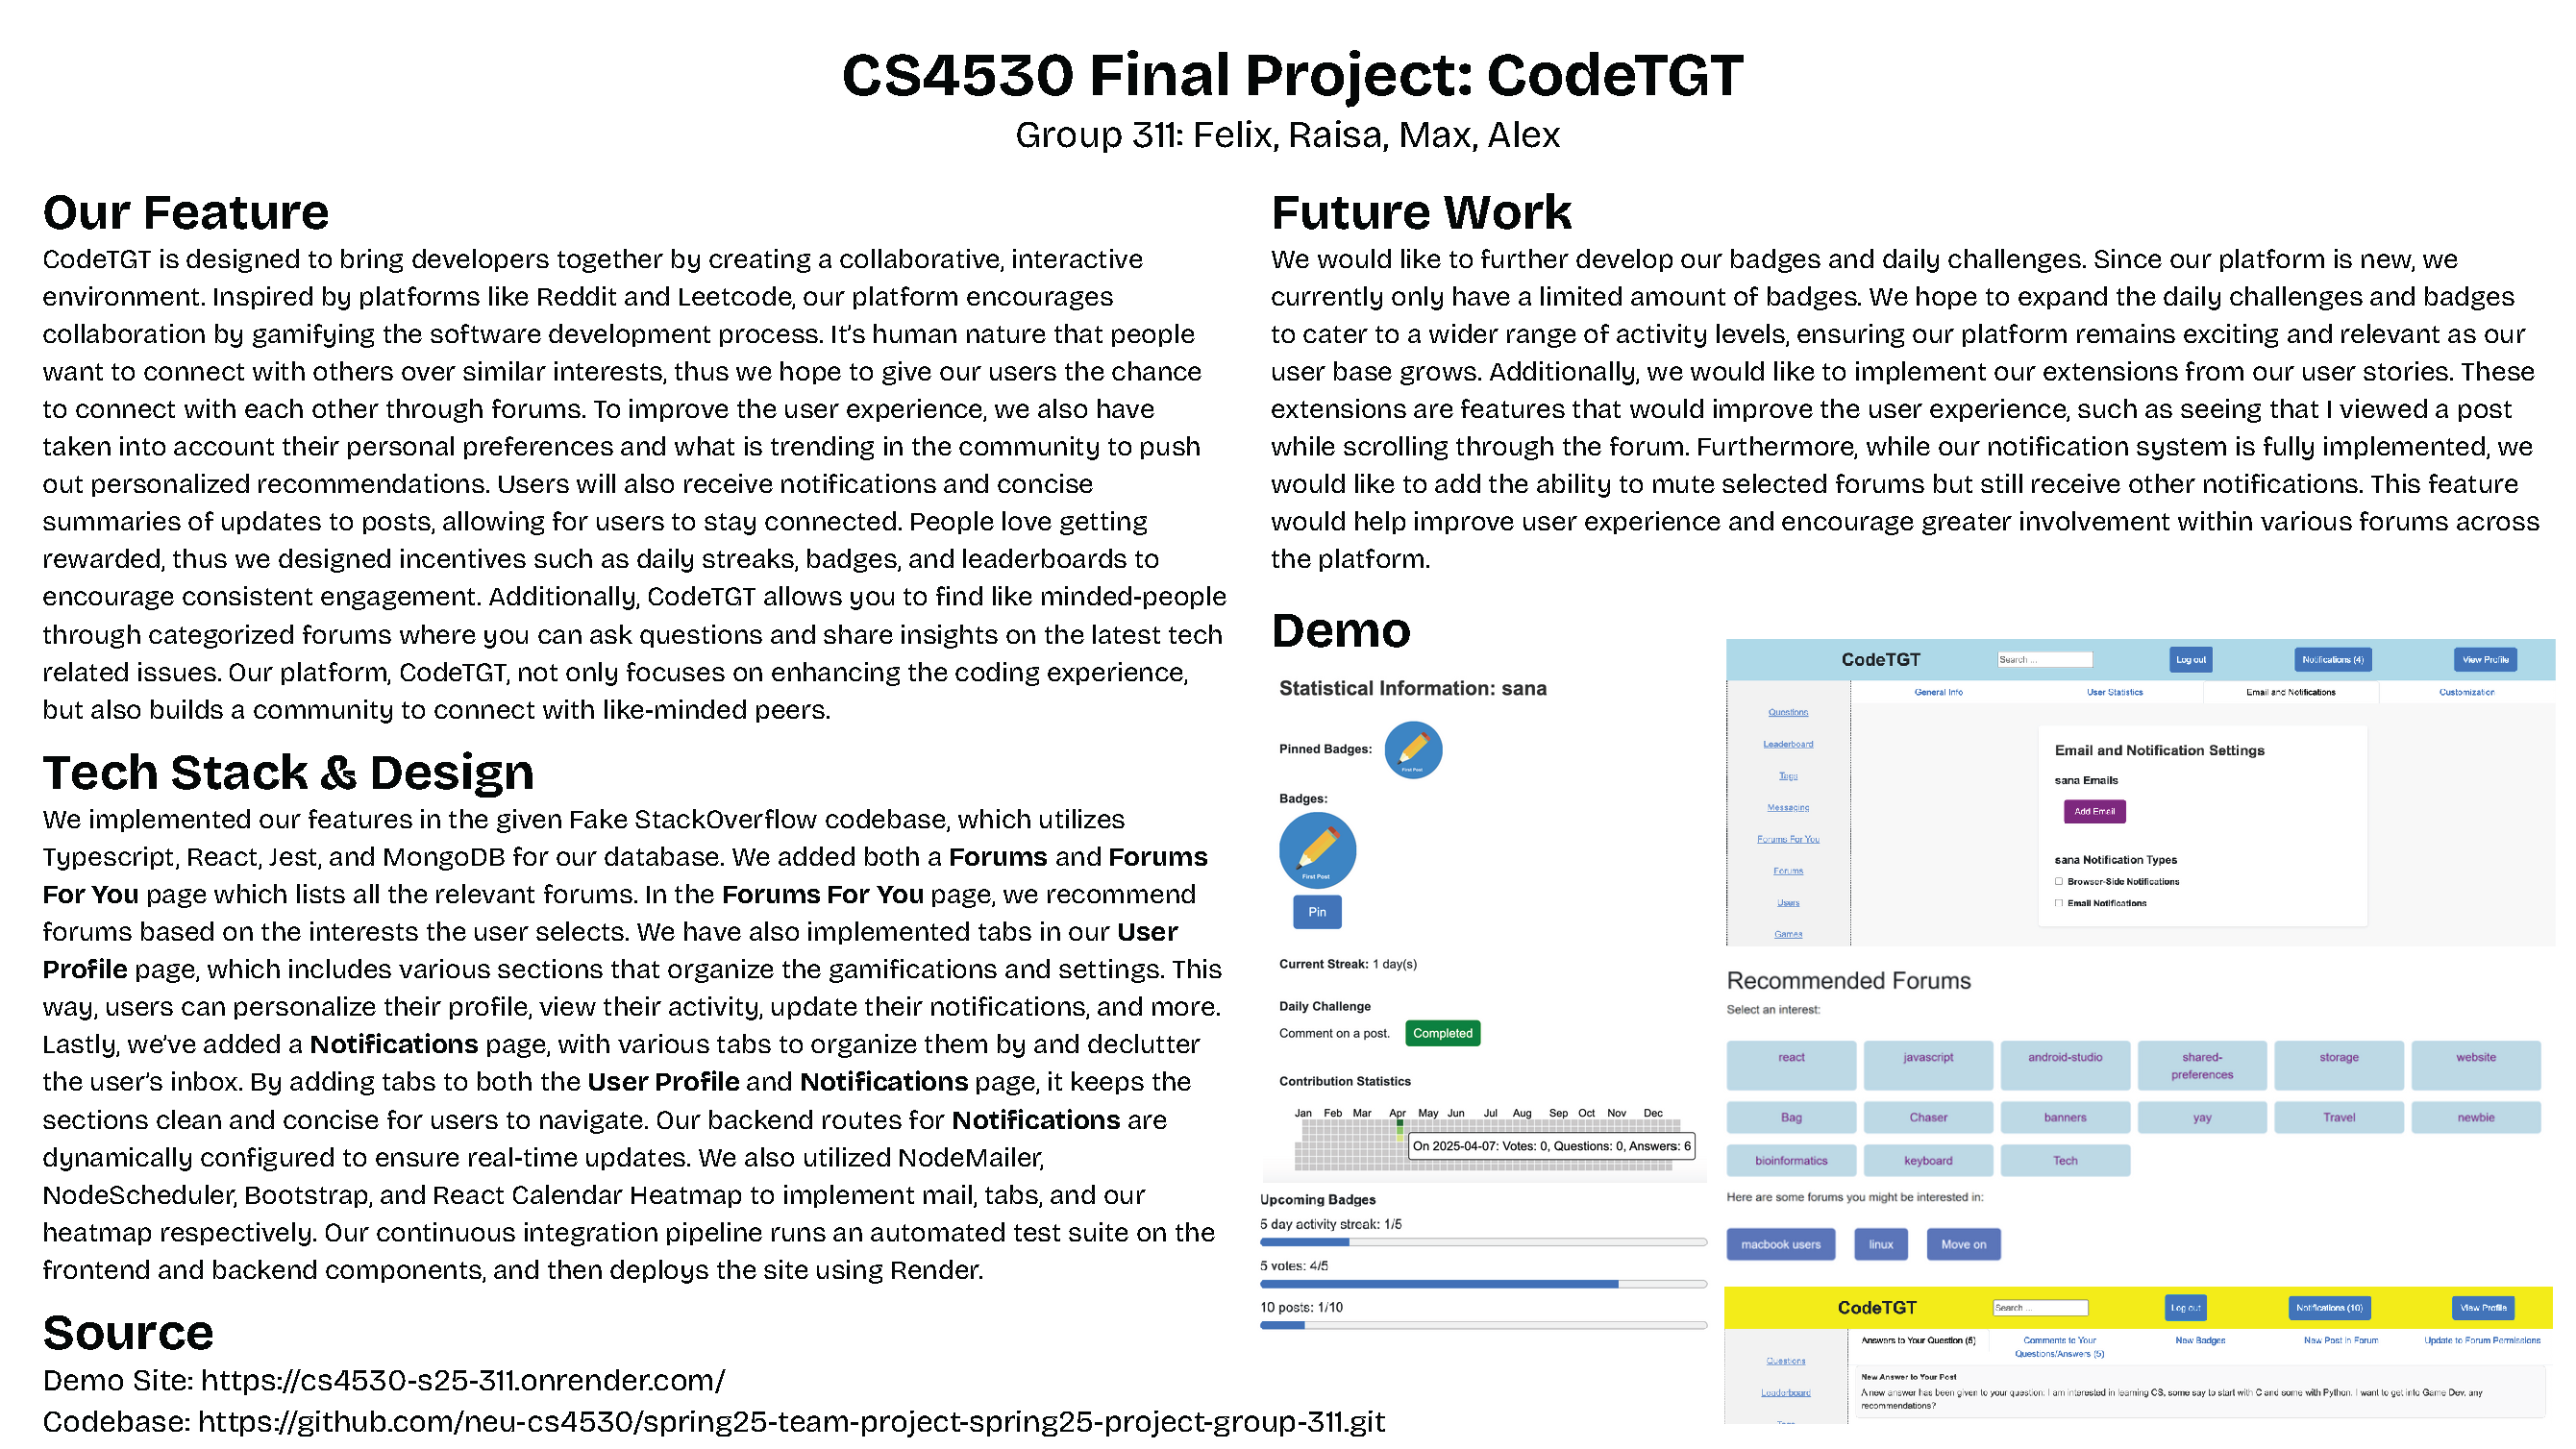 CS4530 Final Project: CodeTGT
Group 311: Felix, Raisa, Max, Alex
Our Feature
CodeTGT is designed to bring developers together by creating a collaborative, interactive
environment. Inspired by platforms like Reddit and Leetcode, our platform encourages
collaboration by gamifying the software development process. It's human nature that people
want to connect with others over similar interests, thus we hope to give our users the chance
to connect with each other through forums. To improve the user experience, we also have
taken into account their personal preferences and what is trending in the community to push
out personalized recommendations. Users will also receive notifications and concise
summaries of updates to posts, allowing for users to stay connected. People love getting
rewarded, thus we designed incentives such as daily streaks, badges, and leaderboards to
encourage consistent engagement. Additionally, CodeTGT allows you to find like minded-people
through categorized forums where you can ask questions and share insights on the latest tech
related issues. Our platform, CodeTGT, not only focuses on enhancing the coding experience,
but also builds a community to connect with like-minded peers.
Tech Stack & Design
We implemented our features in the given Fake StackOverflow codebase, which utilizes
Typescript, React, Jest, and MongoDB for our database. We added both a Forums and Forums
For You page which lists all the relevant forums. In the Forums For You page, we recommend
forums based on the interests the user selects. We have also implemented tabs in our User
Profile page, which includes various sections that organize the gamifications and settings. This
way, users can personalize their profile, view their activity, update their notifications, and more.
Lastly, we've added a Notifications page, with various tabs to organize them by and declutter
the user's inbox. By adding tabs to both the User Profile and Notifications page, it keeps the
sections clean and concise for users to navigate. Our backend routes for Notifications are
dynamically configured to ensure real-time updates. We also utilized NodeMailer,
NodeScheduler, Bootstrap, and React Calendar Heatmap to implement mail, tabs, and our
heatmap respectively. Our continuous integration pipeline runs an automated test suite on the
frontend and backend components, and then deploys the site using Render.
Source
Demo Site: https://cs4530-s25-311.onrender.com/
Codebase: https://github.com/neu-cs4530/spring25-team-project-spring25-project-group-311.git
Future Work
We would like to further develop our badges and daily challenges. Since our platform is new, we
currently only have a limited amount of badges. We hope to expand the daily challenges and badges
to cater to a wider range of activity levels, ensuring our platform remains exciting and relevant as our
user base grows. Additionally, we would like to implement our extensions from our user stories. These
extensions are features that would improve the user experience, such as seeing that I viewed a post
while scrolling through the forum. Furthermore, while our notification system is fully implemented, we
would like to add the ability to mute selected forums but still receive other notifications. This feature
would help improve user experience and encourage greater involvement within various forums across
the platform.
Demo
Statistical Information: sana
Pinned Badges:
First Post
Badges:
First Post
Pin
Current Streak: 1 day(s)
Daily Challenge
Comment on a post. Completed
Contribution Statistics
Jan Feb Mar Apr May Jun Jul Aug Sep Oct Nov Dec
On 2025-04-07: Votes: 0, Questions: 0, Answers: 6
Upcoming Badges
5 day activity streak: 1/5
5 votes: 4/5
10 posts: 1/10
CodeTGT Search ... Log out Notifications (4) View Profile
General Info User Statistics Email and Notifications Customization
Questions
Leaderboard
Tags
Messaging
Forums For You
Forums
Users
Games
Email and Notification Settings
sana Emails
Add Email
sana Notification Types
Browser-Side Notifications
Email Notifications
Recommended Forums
Select an interest:
react javascript android-studio shared-preferences storage website
Bag Chaser banners yay Travel newbie
bioinformatics keyboard Tech
Here are some forums you might be interested in:
macbook users linux Move on
CodeTGT Search ... Log out Notifications (10) View Profile
Answers to Your Question (5) Comments to Your Questions/Answers (5) New Badges New Post in Forum Update to Forum Permissions
Questions
Leaderboard
New Answer to Your Post
A new answer has been given to your question: I am interested in learning CS, some say to start with C and some with Python. I want to get into Game Dev, any
recommendations?